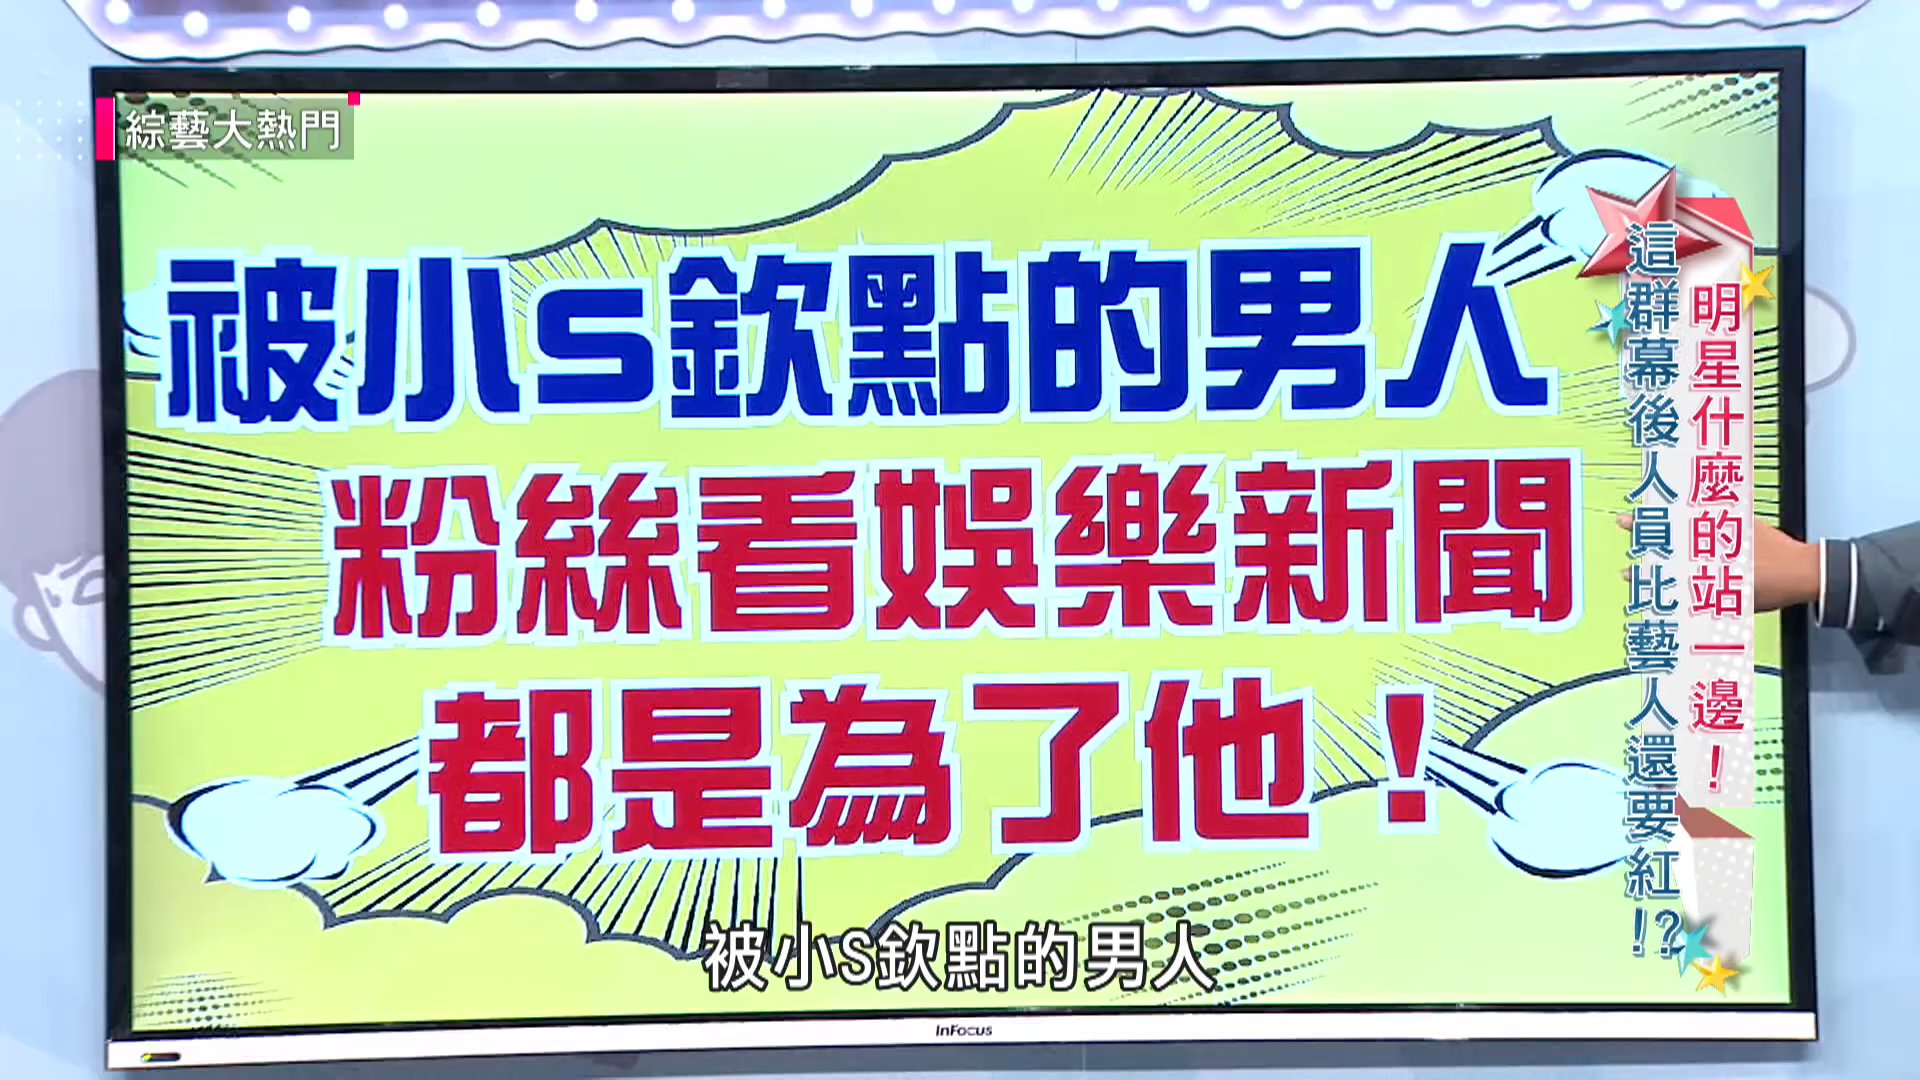 綜藝大熱門
被小S欽點的男人
粉絲看娛樂新聞
都是為了他！
明星什麼的站一邊！
這群幕後人員比藝人還要紅!?
被小S欽點的男人
InFocus